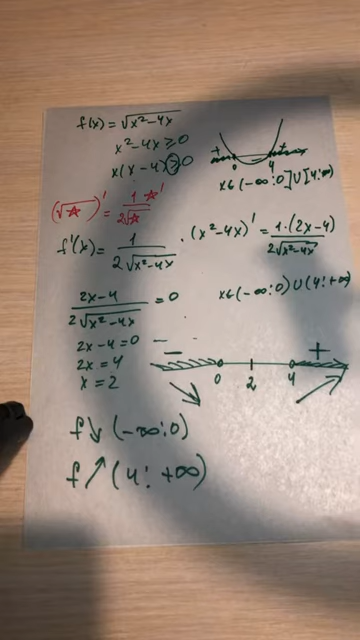 f(x) = √(x²-4x)
x²-4x ≥ 0
x(x-4) ≥ 0
+ - +
0 4
x∈(-∞;0]∪[4;+∞)
(√☆)' = 1·☆' / 2√☆
f'(x) = 1 / 2√(x²-4x) · (x²-4x)' = 1·(2x-4) / 2√(x²-4x)
2x-4 / 2√(x²-4x) = 0
x∈(-∞;0)∪(4;+∞)
2x-4=0
2x=4
x=2
- +
0 2 4
f↘ (-∞;0)
f↗ (4;+∞)